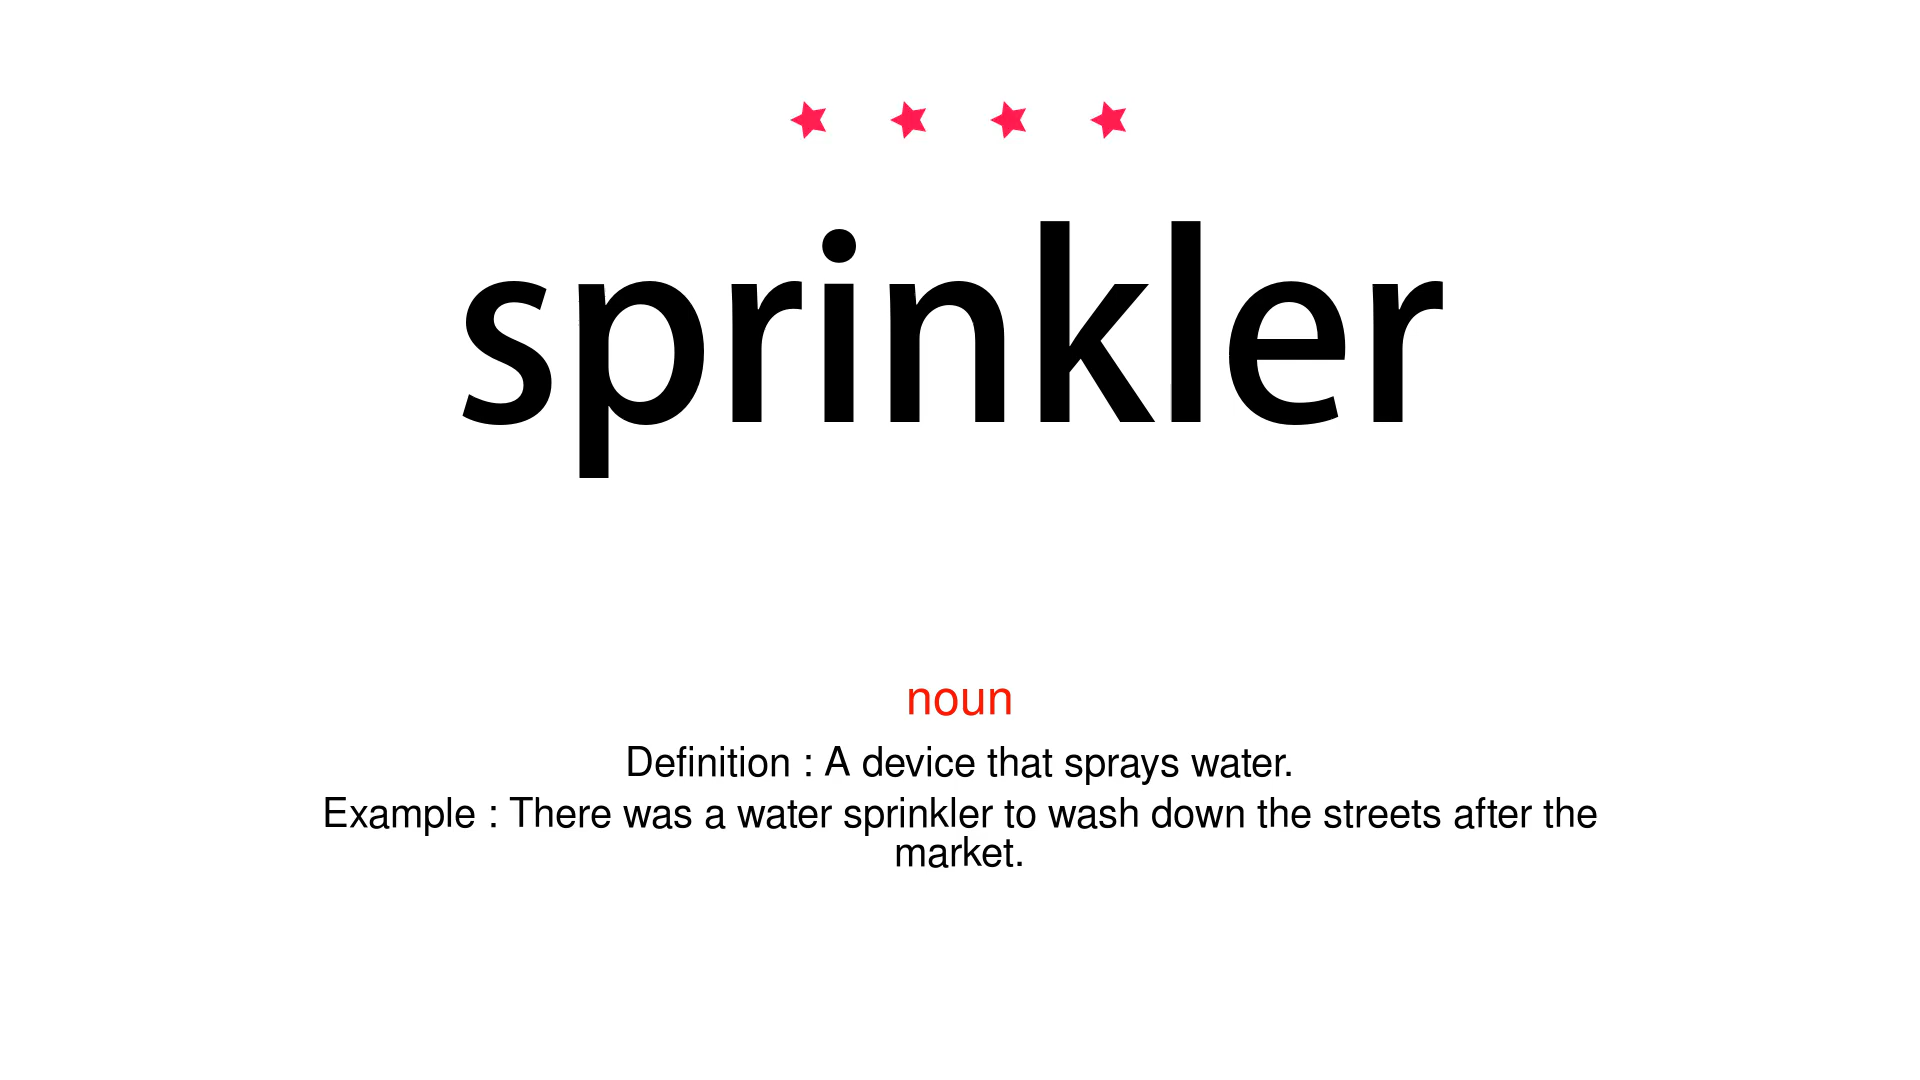 sprinkler
noun
Definition : A device that sprays water.
Example : There was a water sprinkler to wash down the streets after the
market.